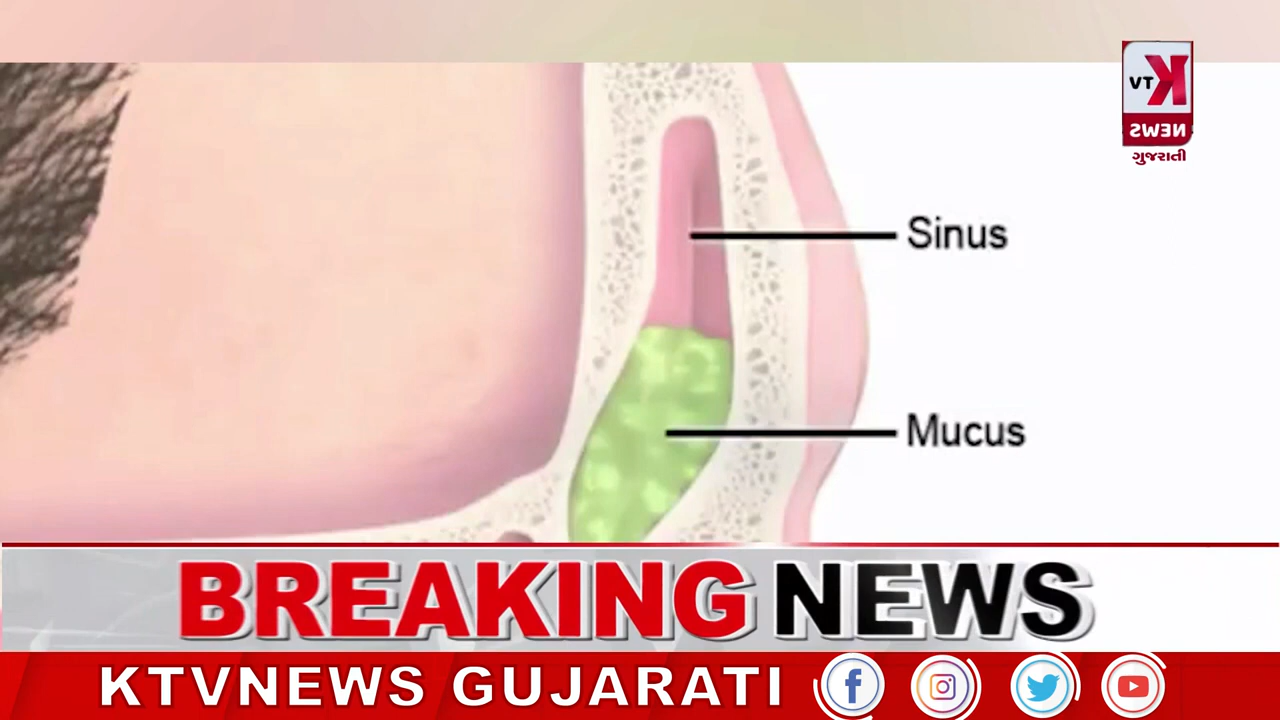 KTV
NEWS
ગુજરાતી
Sinus
Mucus
BREAKING NEWS
KTVNEWS GUJARATI